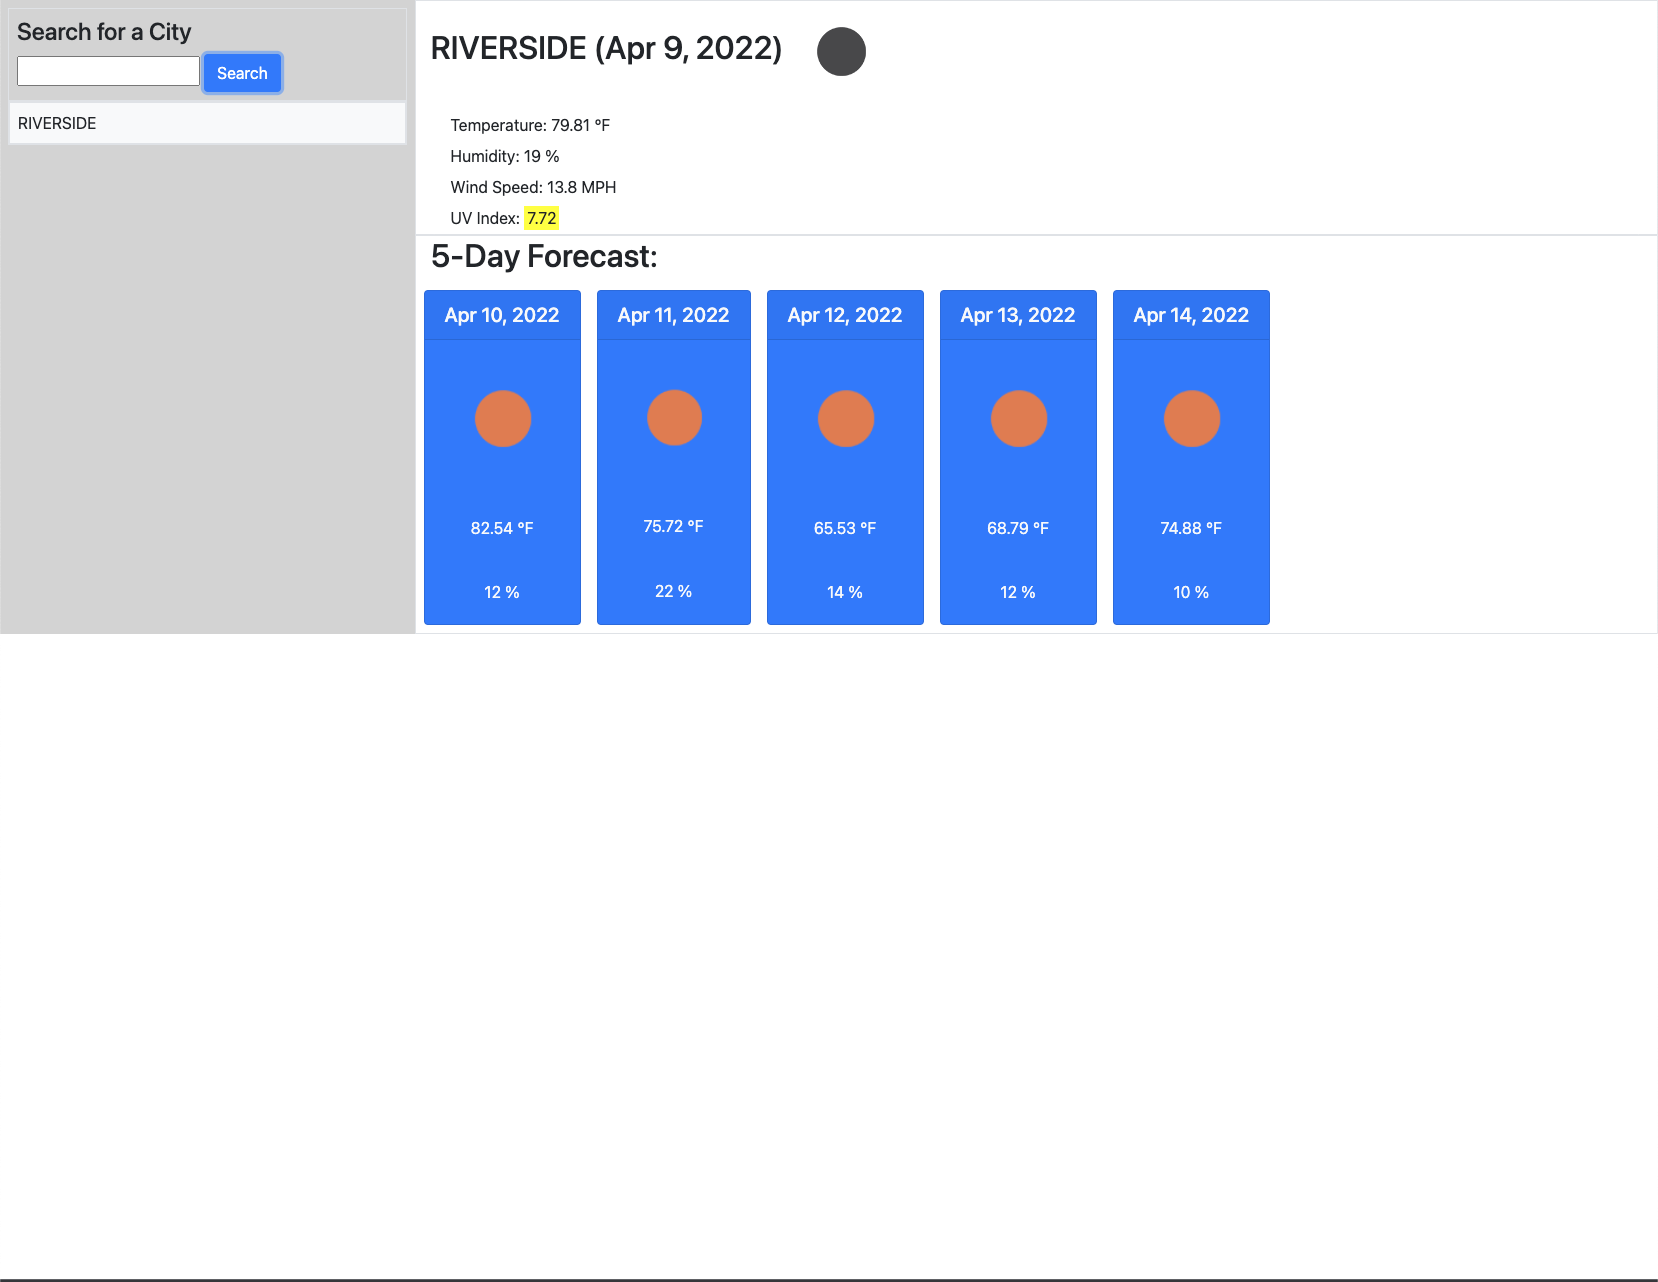 Search for a City
Search
RIVERSIDE
RIVERSIDE (Apr 9, 2022)
Temperature: 79.81 °F
Humidity: 19 %
Wind Speed: 13.8 MPH
UV Index: 7.72
5-Day Forecast:
Apr 10, 2022
82.54 °F
12 %
Apr 11, 2022
75.72 °F
22 %
Apr 12, 2022
65.53 °F
14 %
Apr 13, 2022
68.79 °F
12 %
Apr 14, 2022
74.88 °F
10 %